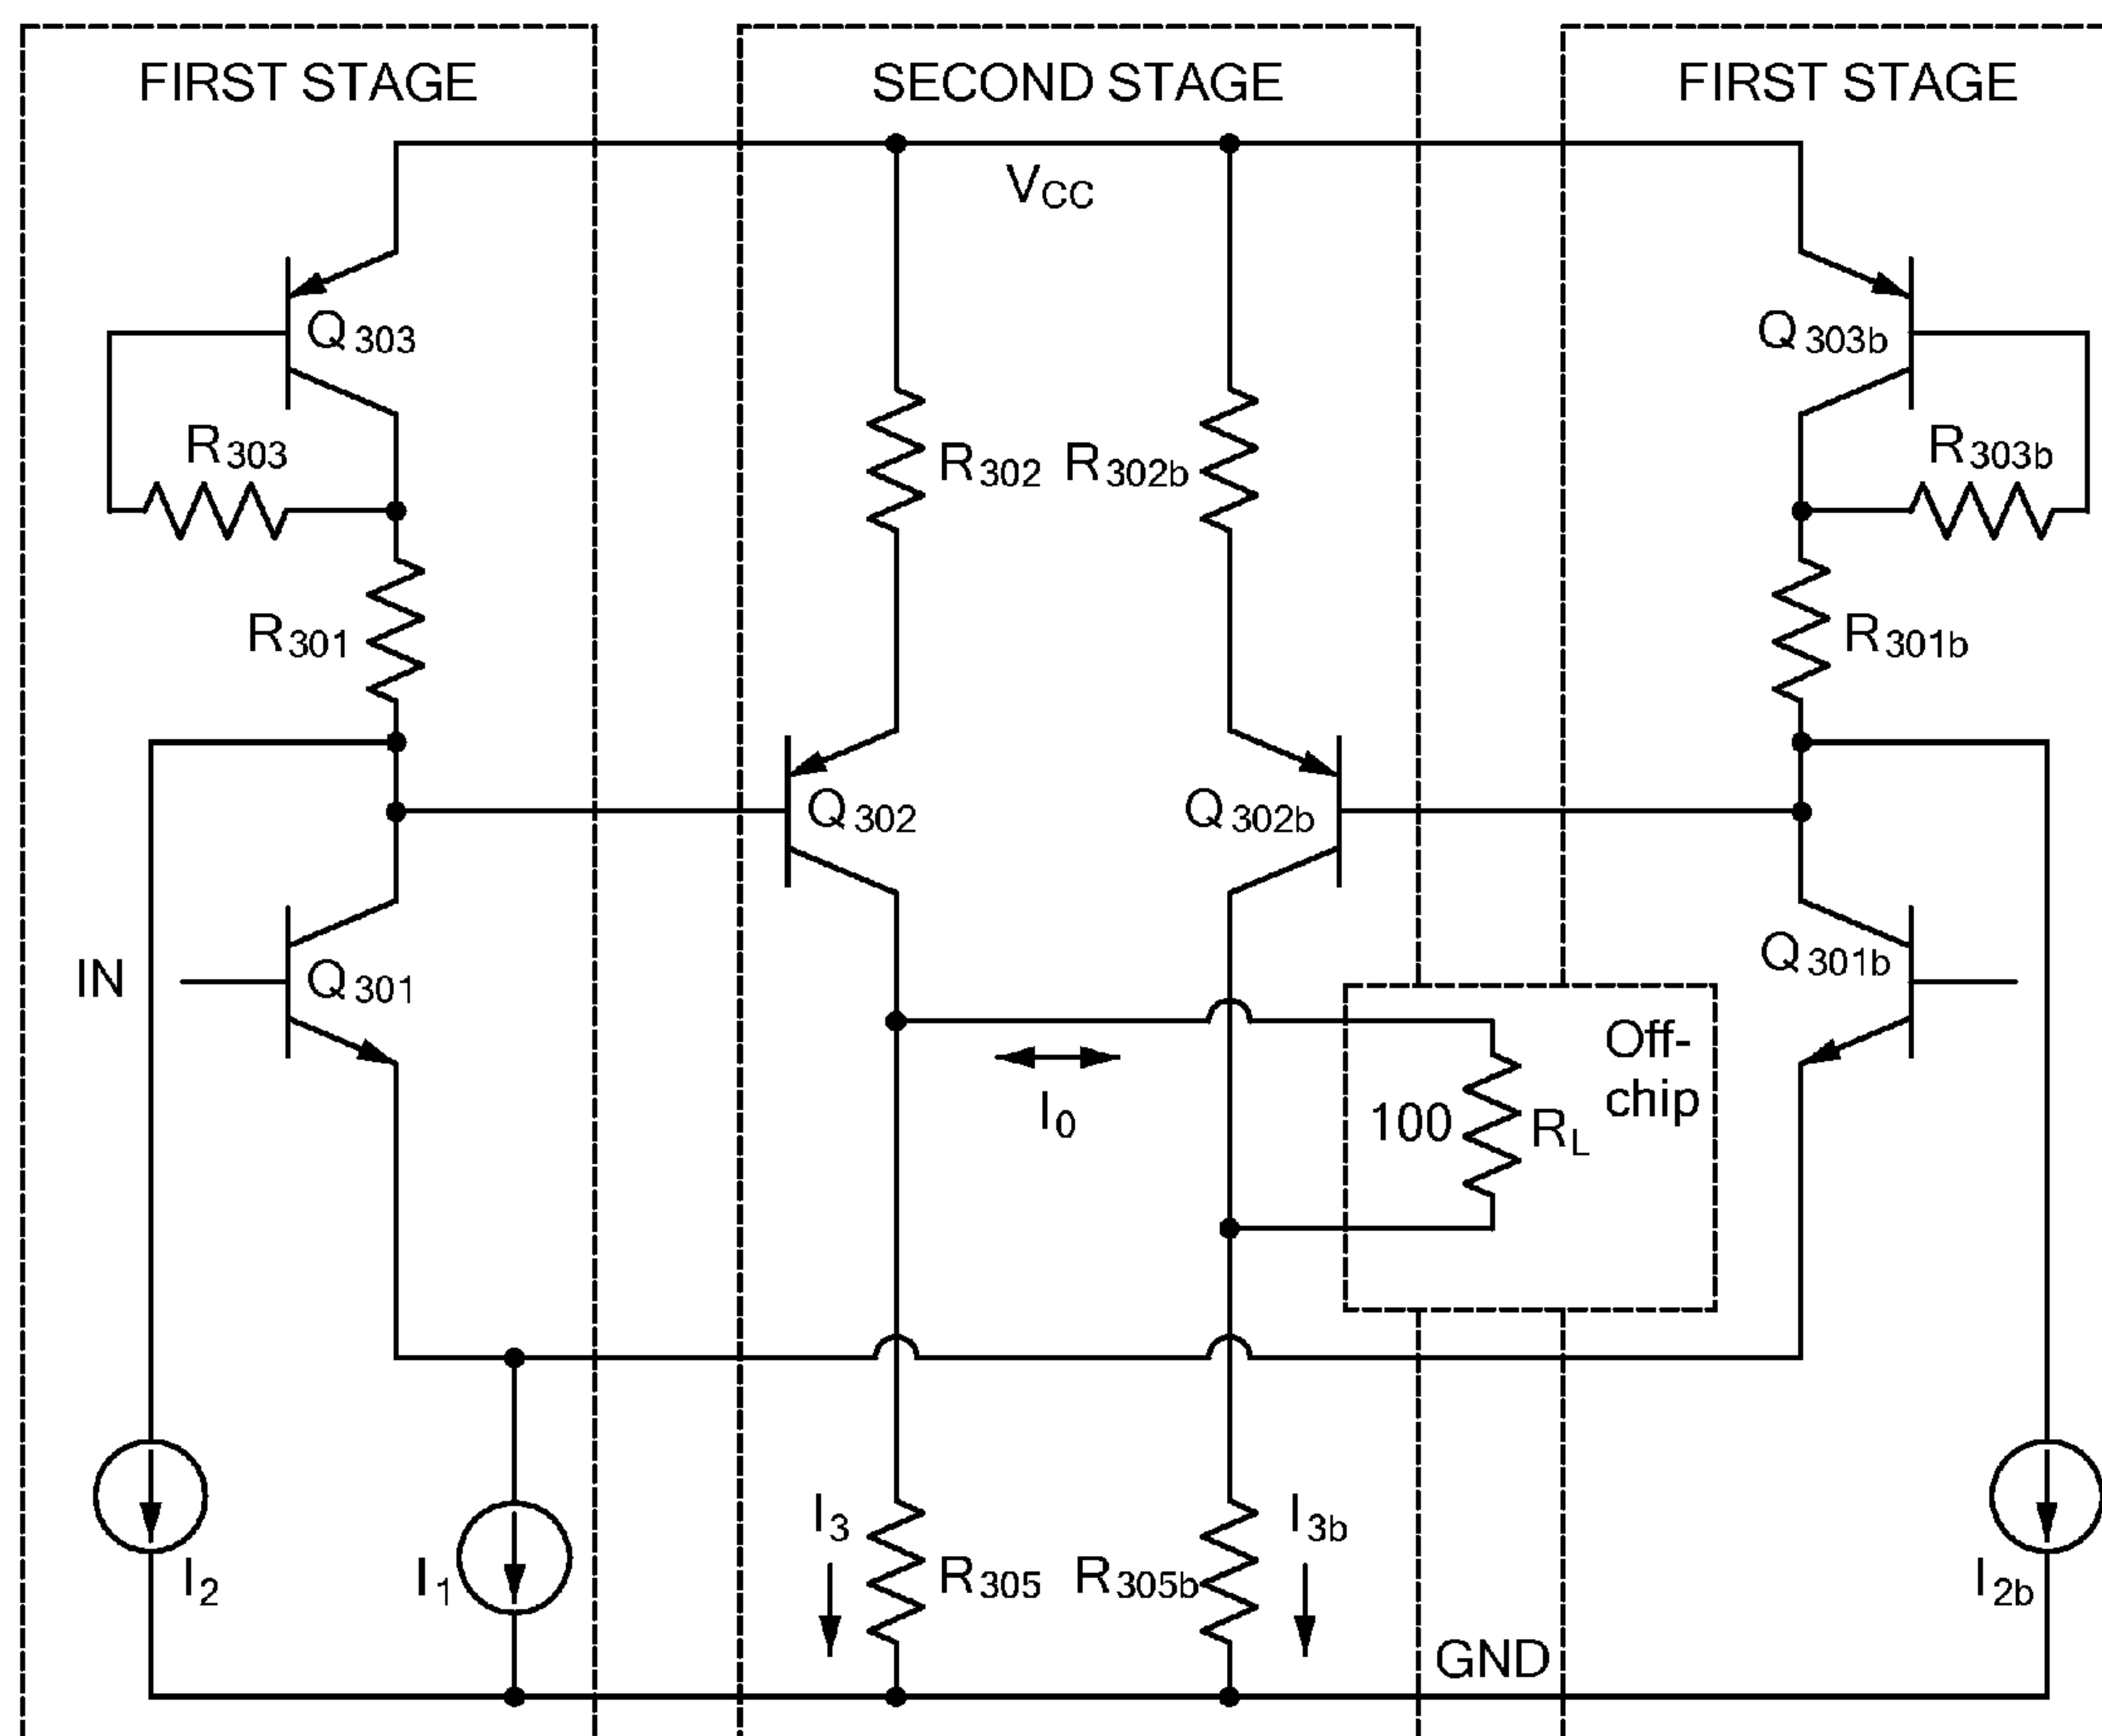 FIRST STAGE
SECOND STAGE
FIRST STAGE
VCC
Q303
Q303b
R303
R302
R302b
R303b
R301
R301b
Q302
Q302b
IN
Q301
Q301b
Off-
chip
I0
100
RL
I3
I3b
I2
I1
R305
R305b
I2b
GND